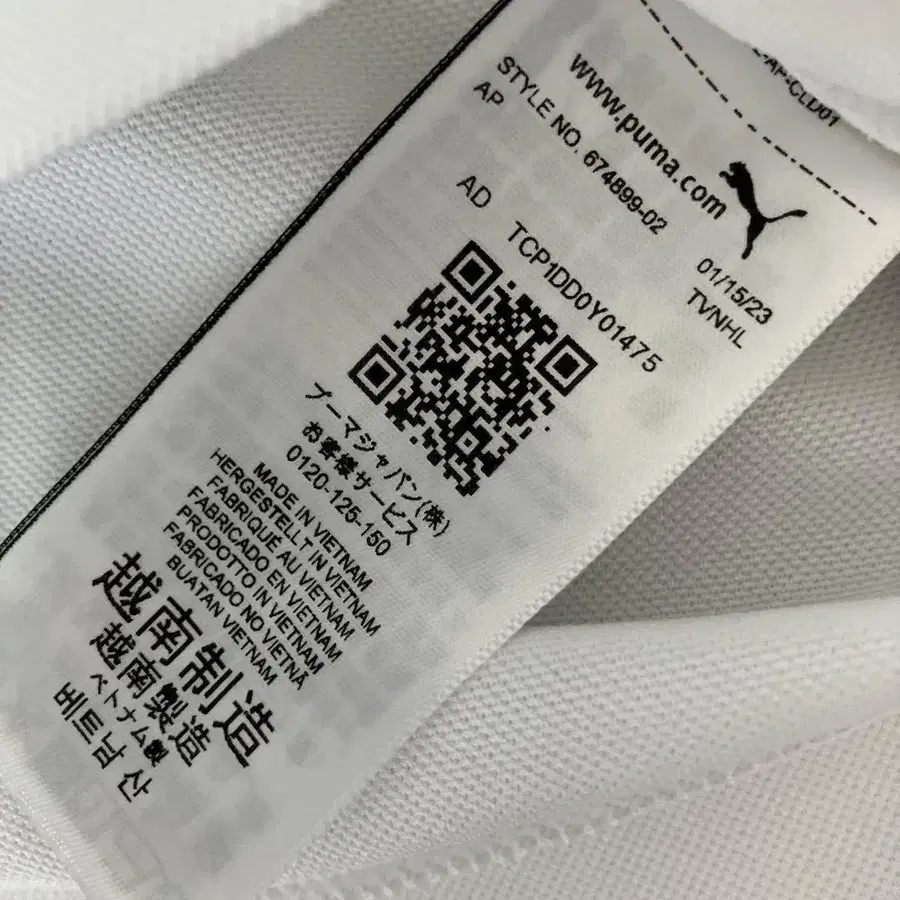 -AP-CLD01
www.puma.com
STYLE NO. 674899-02
AP
01/15/23
TVNHL
AD
TCP1DD0Y01475
プーマジャパン(株)
お客様サービス
0120-125-150
MADE IN VIETNAM
HERGESTELLT IN VIETNAM
FABRIQUÉ AU VIETNAM
FABRICADO EN VIETNAM
PRODOTTO IN VIETNAM
FABRICADO NO VIETNÃ
BUATAN VIETNAM
越南制造
越南製造
ベトナム製
베트남 산